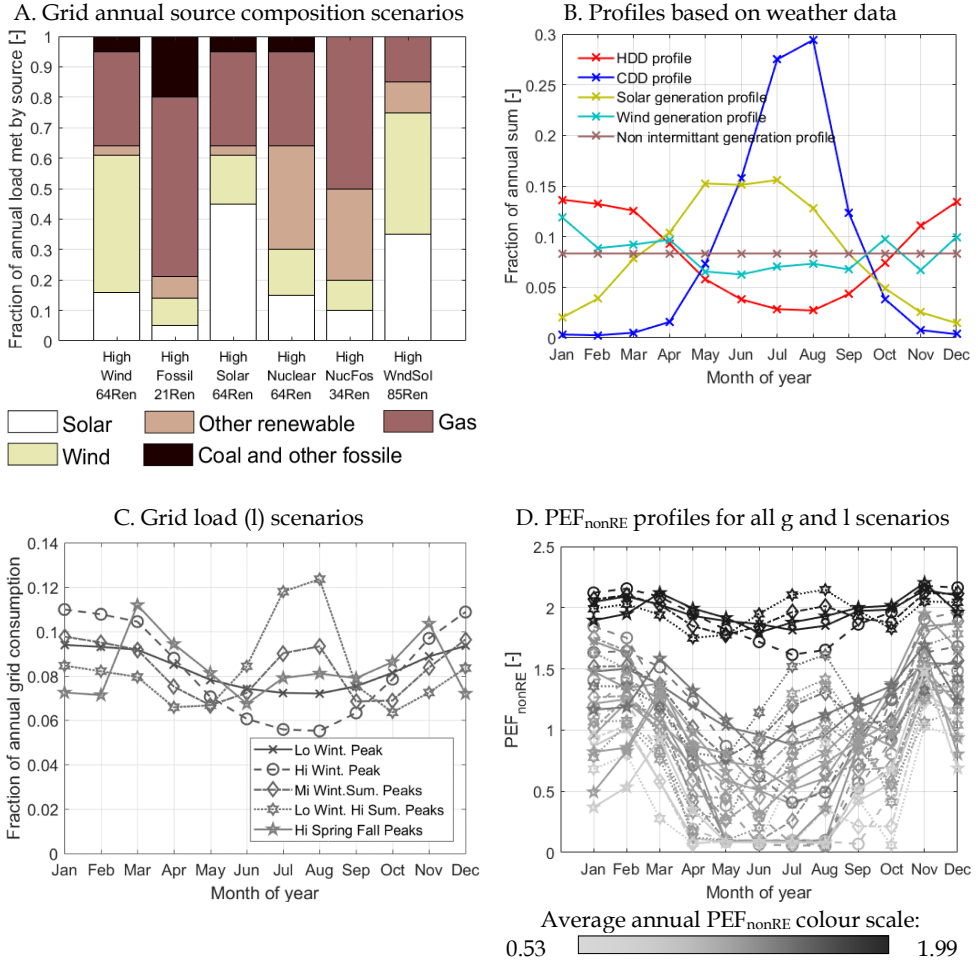 A. Grid annual source composition scenarios
Fraction of annual load met by source [-]
1
0.9
0.8
0.7
0.6
0.5
0.4
0.3
0.2
0.1
0
High Wind 64Ren
High Fossil 21Ren
High Solar 64Ren
High Nuclear 64Ren
High NucFos 34Ren
High WndSol 85Ren
Solar
Other renewable
Gas
Wind
Coal and other fossile
B. Profiles based on weather data
Fraction of annual sum [-]
0.3
0.25
0.2
0.15
0.1
0.05
0
HDD profile
CDD profile
Solar generation profile
Wind generation profile
Non intermittant generation profile
Jan Feb Mar Apr May Jun Jul Aug Sep Oct Nov Dec
Month of year
C. Grid load (l) scenarios
Fraction of annual grid consumption
0.14
0.12
0.1
0.08
0.06
0.04
0.02
0
Lo Wint. Peak
Hi Wint. Peak
Mi Wint.Sum. Peaks
Lo Wint. Hi Sum. Peaks
Hi Spring Fall Peaks
Jan Feb Mar Apr May Jun Jul Aug Sep Oct Nov Dec
Month of year
D. PEFnonRE profiles for all g and l scenarios
PEFnonRE [-]
2.5
2
1.5
1
0.5
0
Jan Feb Mar Apr May Jun Jul Aug Sep Oct Nov Dec
Month of year
Average annual PEFnonRE colour scale:
0.53 1.99